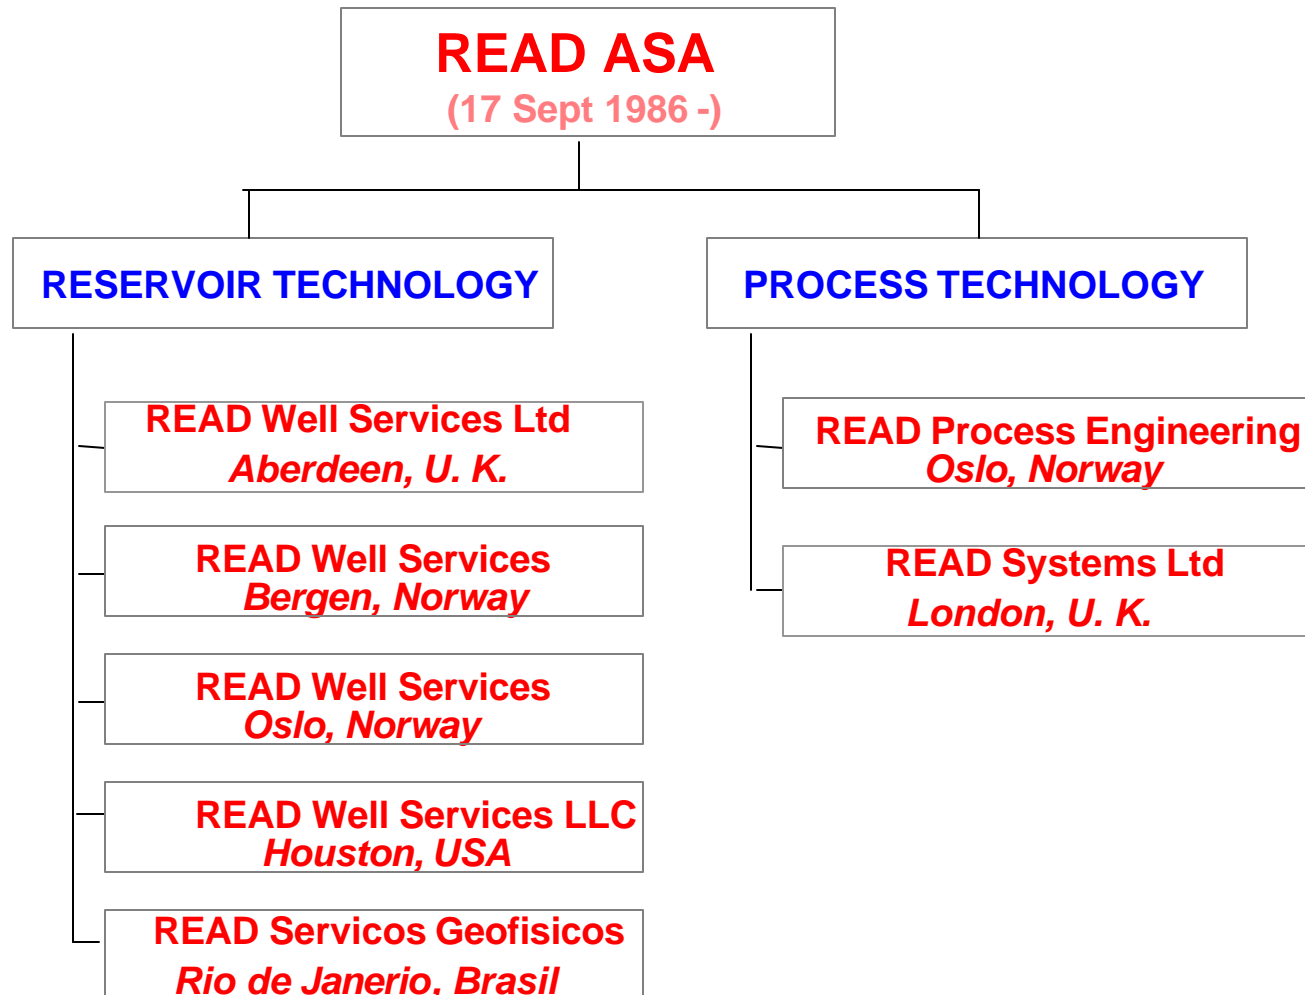 READ ASA
(17 Sept 1986 -)
RESERVOIR TECHNOLOGY
READ Well Services Ltd
Aberdeen, U. K.
READ Well Services
Bergen, Norway
READ Well Services
Oslo, Norway
READ Well Services LLC
Houston, USA
READ Servicos Geofisicos
Rio de Janerio, Brasil
PROCESS TECHNOLOGY
READ Process Engineering
Oslo, Norway
READ Systems Ltd
London, U. K.